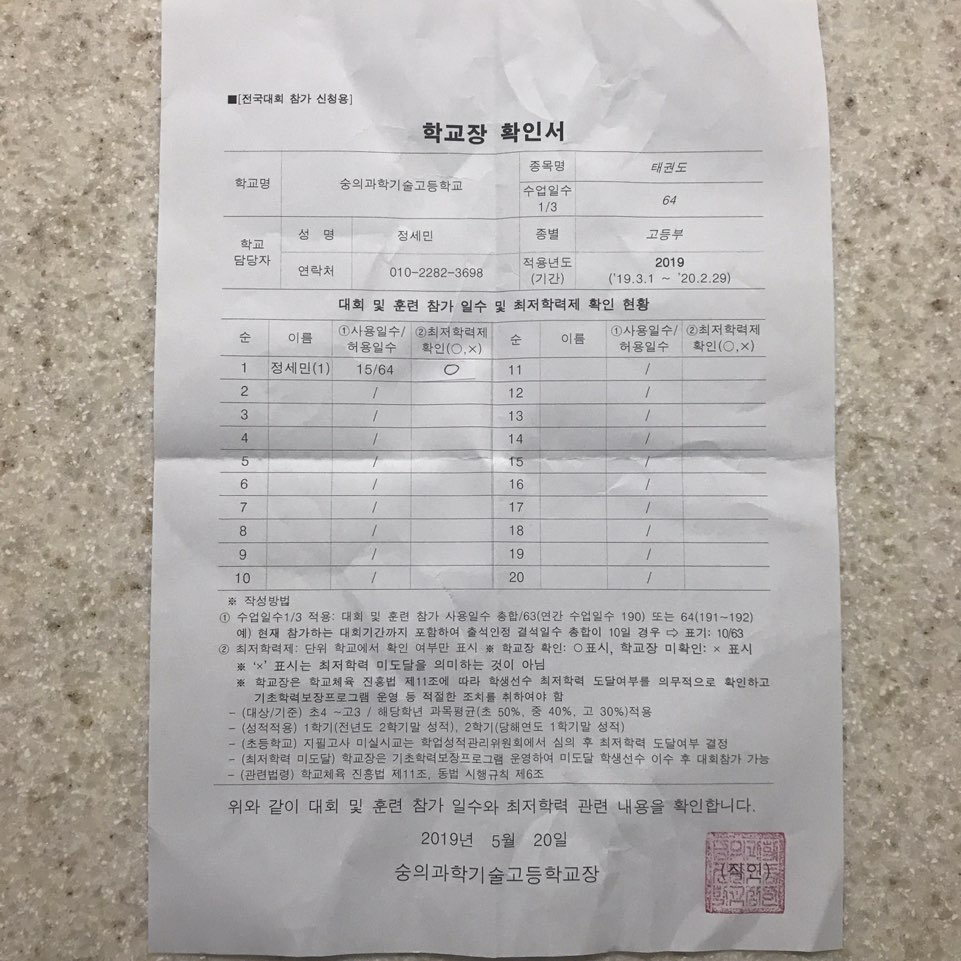 ■[전국대회 참가 신청용]
학교장 확인서
학교명 숭의과학기술고등학교 종목명 태권도
수업일수 1/3 64
학교 담당자 성 명 정세민 종별 고등부
연락처 010-2282-3698 적용년도 (기간) 2019 ('19.3.1 ~ '20.2.29)
대회 및 훈련 참가 일수 및 최저학력제 확인 현황
순 이름 ①사용일수/허용일수 ②최저학력제 확인(○,×) 순 이름 ①사용일수/허용일수 ②최저학력제 확인(○,×)
1 정세민(1) 15/64 ○ 11 /
2 / 12 /
3 / 13 /
4 / 14 /
5 / 15 /
6 / 16 /
7 / 17 /
8 / 18 /
9 / 19 /
10 / 20 /
※ 작성방법
① 수업일수1/3 적용: 대회 및 훈련 참가 사용일수 총합/63(연간 수업일수 190) 또는 64(191~192)
예) 현재 참가하는 대회기간까지 포함하여 출석인정 결석일수 총합이 10일 경우 ⇨ 표기: 10/63
② 최저학력제: 단위 학교에서 확인 여부만 표시 ※ 학교장 확인: ○표시, 학교장 미확인: × 표시
※ '×' 표시는 최저학력 미도달을 의미하는 것이 아님
※ 학교장은 학교체육 진흥법 제11조에 따라 학생선수 최저학력 도달여부를 의무적으로 확인하고
기초학력보장프로그램 운영 등 적절한 조치를 취하여야 함
- (대상/기준) 초4 ~고3 / 해당학년 과목평균(초 50%, 중 40%, 고 30%)적용
- (성적적용) 1학기(전년도 2학기말 성적), 2학기(당해연도 1학기말 성적)
- (초등학교) 지필고사 미실시교는 학업성적관리위원회에서 심의 후 최저학력 도달여부 결정
- (최저학력 미도달) 학교장은 기초학력보장프로그램 운영하여 미도달 학생선수 이수 후 대회참가 가능
- (관련법령) 학교체육 진흥법 제11조, 동법 시행규칙 제6조
위와 같이 대회 및 훈련 참가 일수와 최저학력 관련 내용을 확인합니다.
2019년 5월 20일
숭의과학기술고등학교장 (직인)